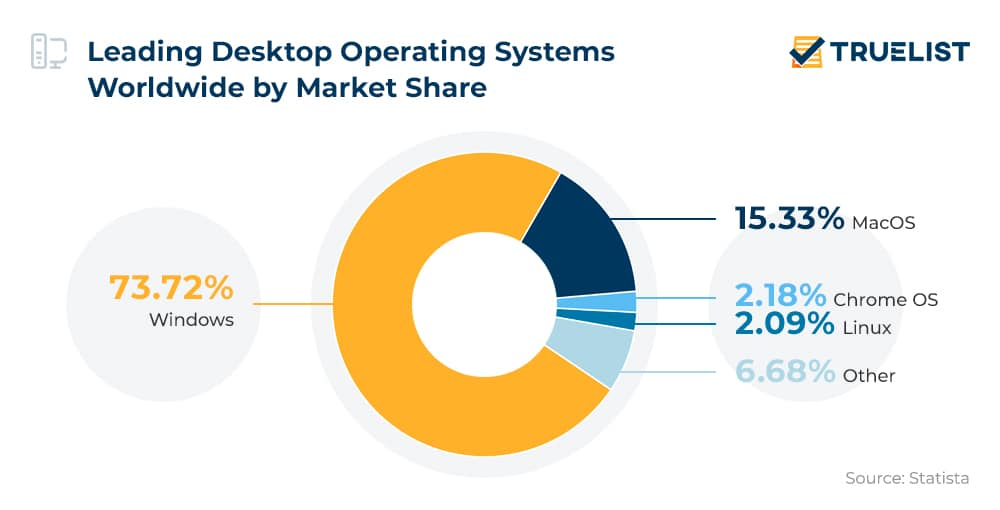 Leading Desktop Operating Systems
Worldwide by Market Share
TRUELIST
73.72%
Windows
15.33% MacOS
2.18% Chrome OS
2.09% Linux
6.68% Other
Source: Statista